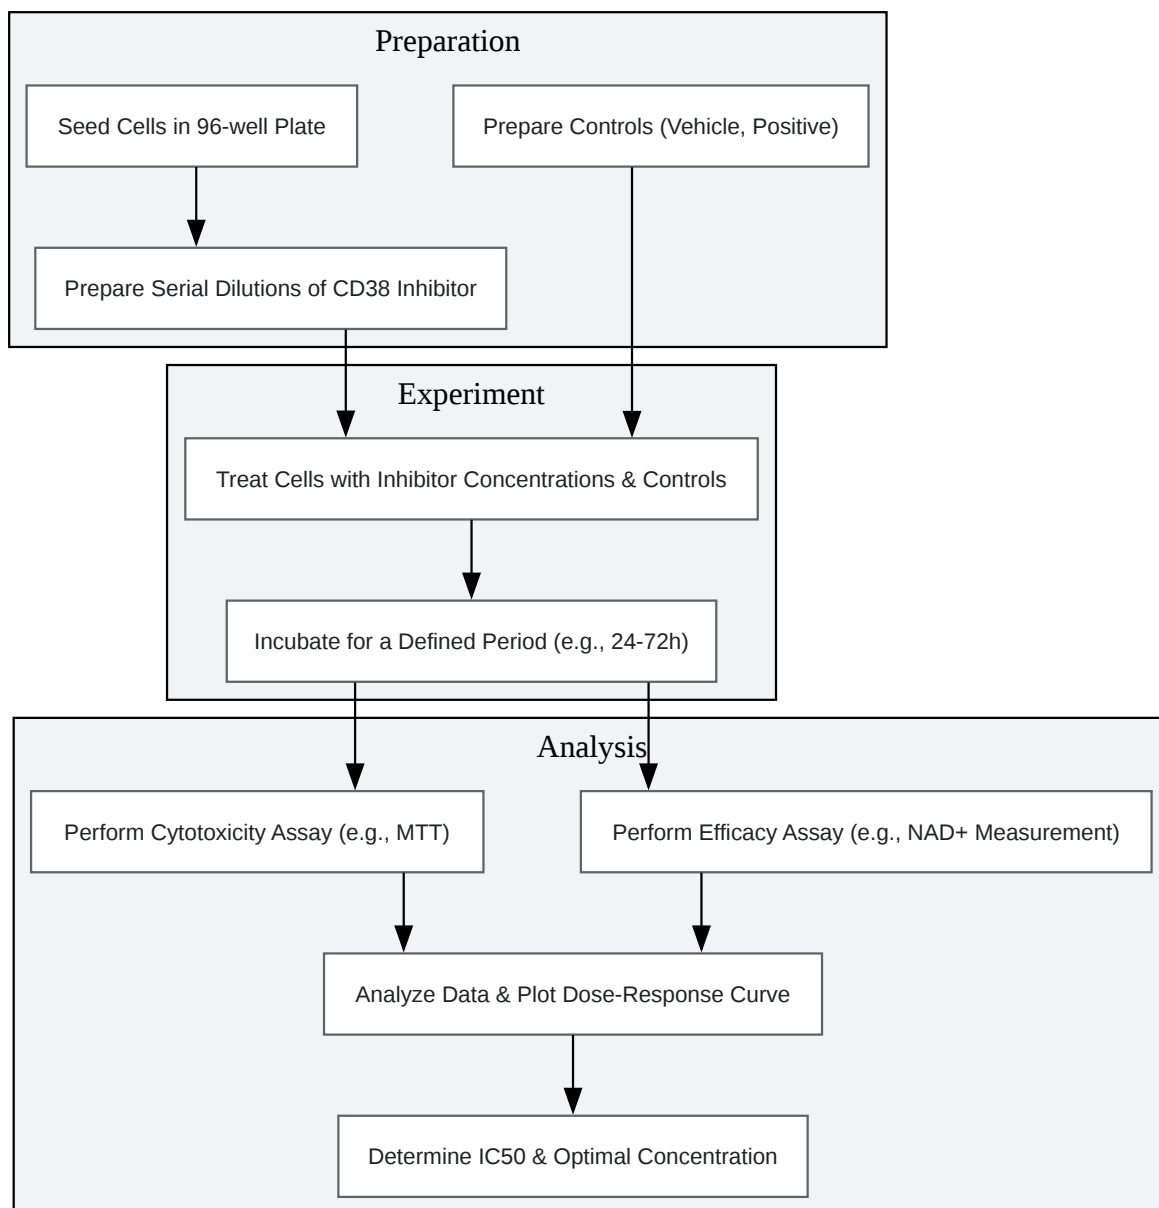 Preparation
Seed Cells in 96-well Plate
Prepare Controls (Vehicle, Positive)
Prepare Serial Dilutions of CD38 Inhibitor
Experiment
Treat Cells with Inhibitor Concentrations & Controls
Incubate for a Defined Period (e.g., 24-72h)
Analysis
Perform Cytotoxicity Assay (e.g., MTT)
Perform Efficacy Assay (e.g., NAD+ Measurement)
Analyze Data & Plot Dose-Response Curve
Determine IC50 & Optimal Concentration